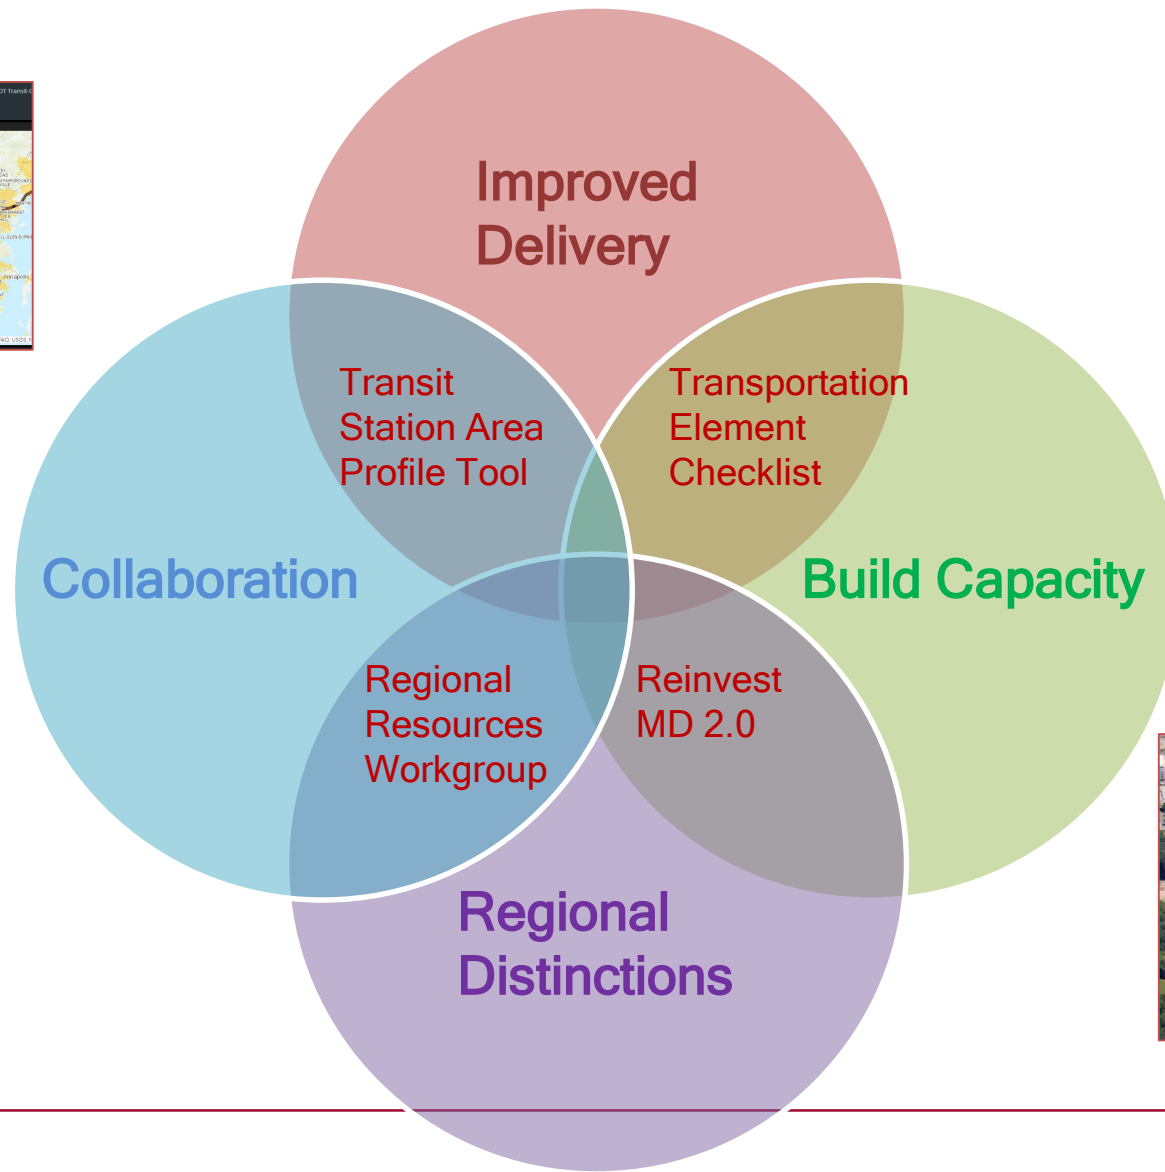 Improved
Delivery
Transit
Station Area
Profile Tool
Transportation
Element
Checklist
Collaboration
Build Capacity
Regional
Resources
Workgroup
Reinvest
MD 2.0
Regional
Distinctions